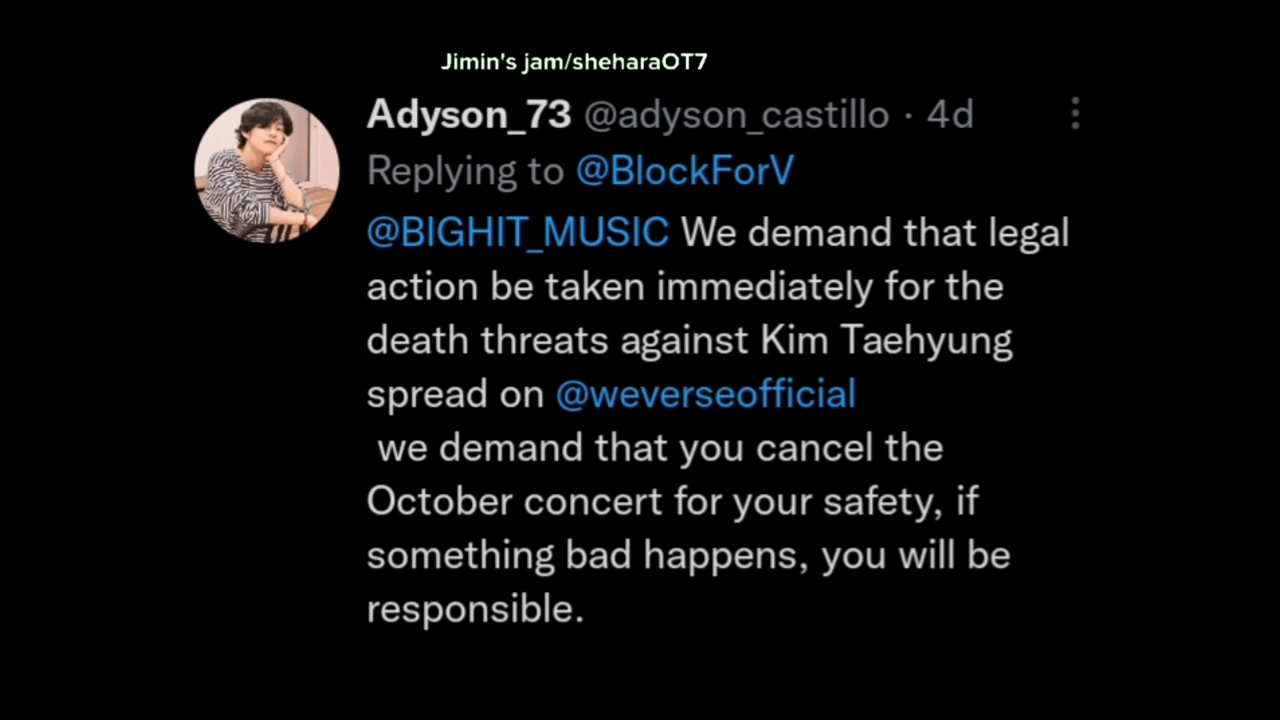 Jimin's jam/sheharaOT7
Adyson_73 @adyson_castillo · 4d
Replying to @BlockForV
@BIGHIT_MUSIC We demand that legal
action be taken immediately for the
death threats against Kim Taehyung
spread on @weverseofficial
we demand that you cancel the
October concert for your safety, if
something bad happens, you will be
responsible.